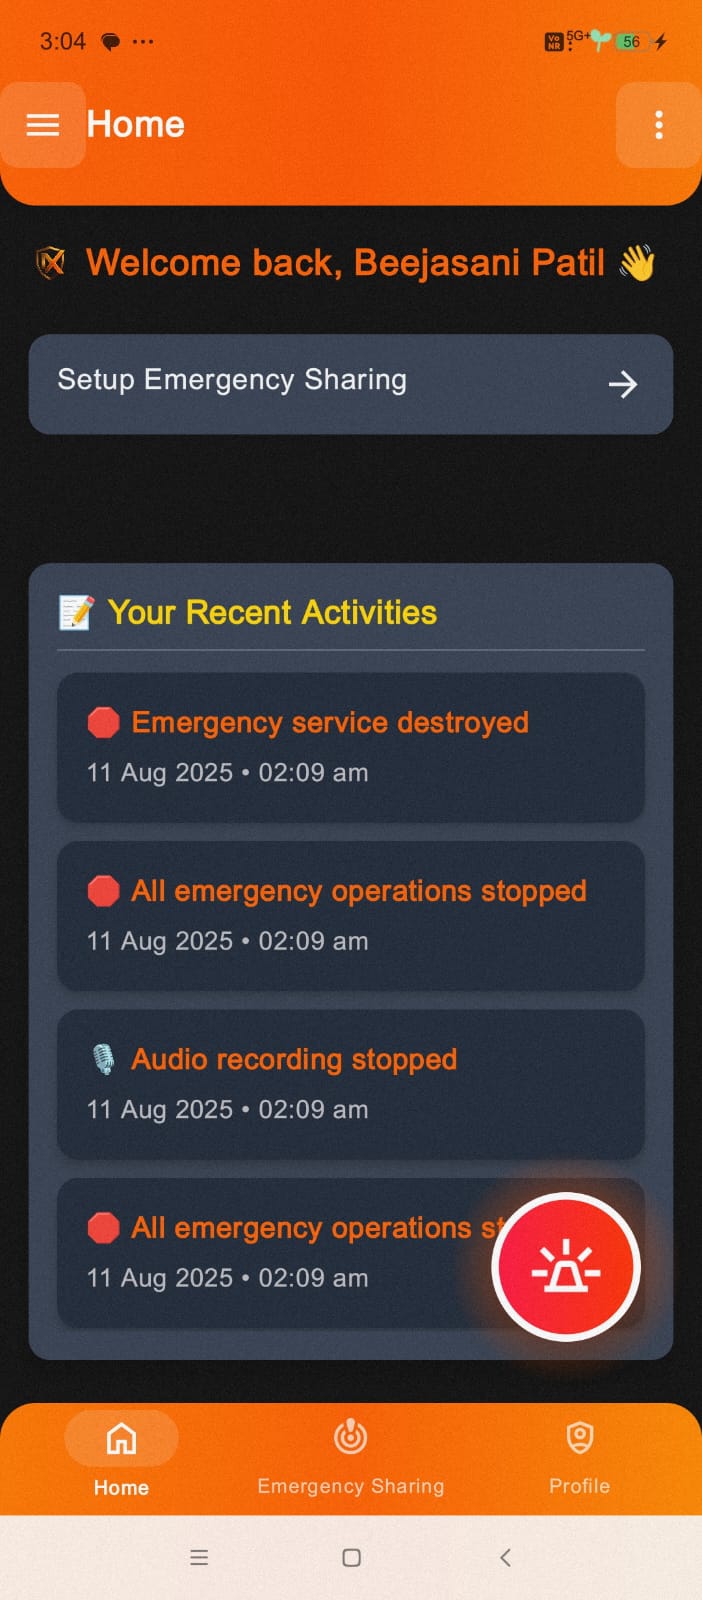 3:04
Vo NR 5G+ 56
Home
Welcome back, Beejasani Patil 👋
Setup Emergency Sharing
📝 Your Recent Activities
🛑 Emergency service destroyed
11 Aug 2025 • 02:09 am
🛑 All emergency operations stopped
11 Aug 2025 • 02:09 am
🎙️ Audio recording stopped
11 Aug 2025 • 02:09 am
🛑 All emergency operations st
11 Aug 2025 • 02:09 am
Home
Emergency Sharing
Profile